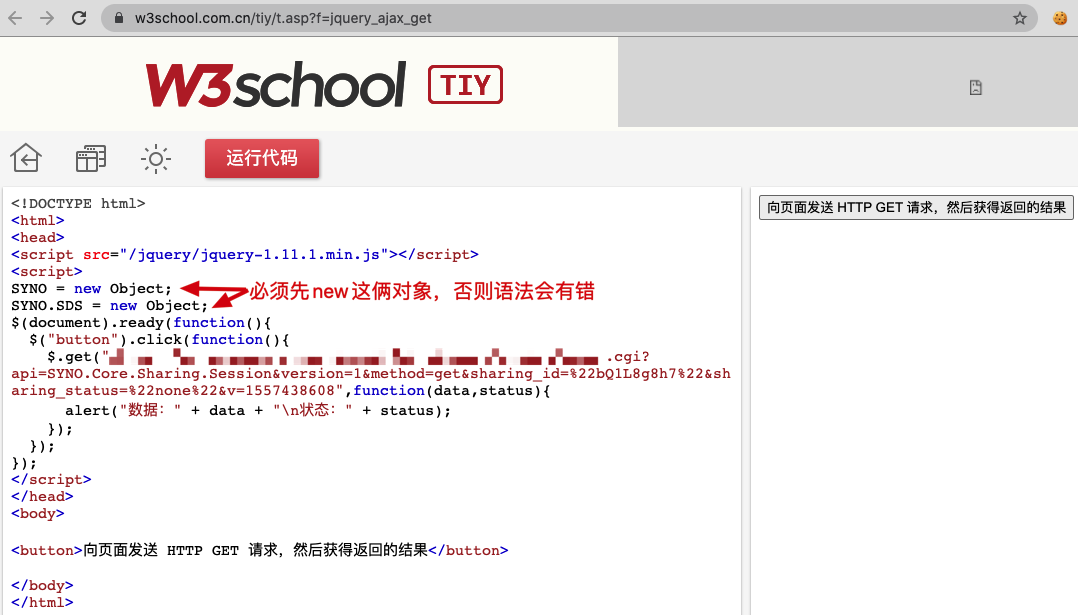 w3school.com.cn/tiy/t.asp?f=jquery_ajax_get
W3school TIY
运行代码
<!DOCTYPE html>
<html>
<head>
<script src="/jquery/jquery-1.11.1.min.js"></script>
<script>
SYNO = new Object;
必须先new这俩对象，否则语法会有错
SYNO.SDS = new Object;
$(document).ready(function(){
$("button").click(function(){
$.get(" .cgi?
api=SYNO.Core.Sharing.Session&version=1&method=get&sharing_id=%22bQ1L8g8h7%22&sh
aring_status=%22none%22&v=1557438608",function(data,status){
alert("数据：" + data + "\n状态：" + status);
});
});
});
</script>
</head>
<body>
<button>向页面发送 HTTP GET 请求，然后获得返回的结果</button>
</body>
</html>
向页面发送 HTTP GET 请求，然后获得返回的结果